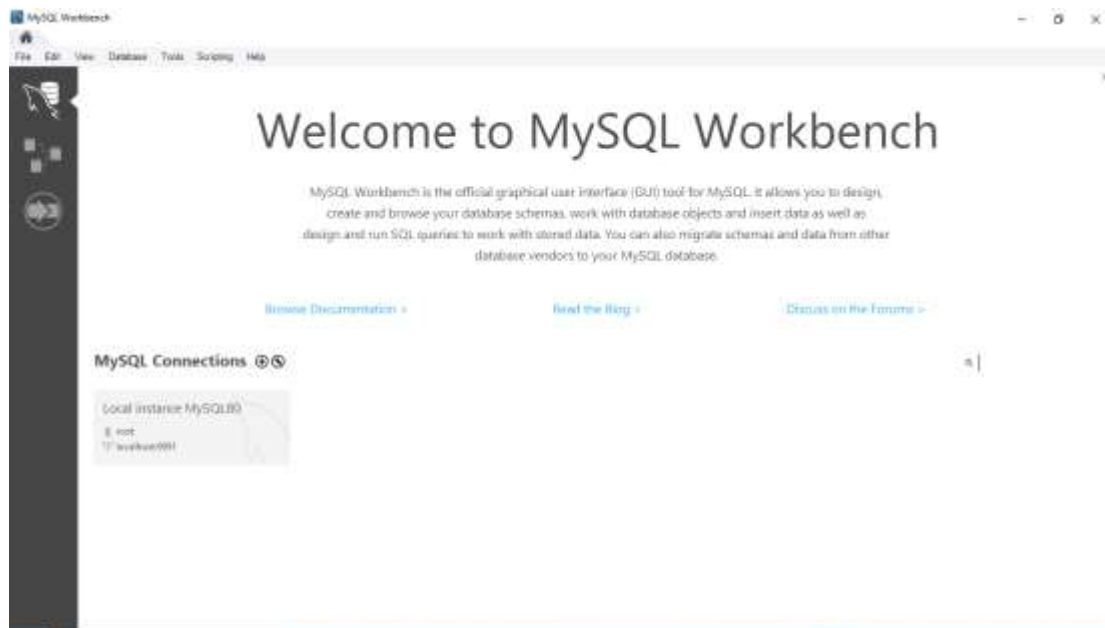 MySQL Workbench
File Edit View Database Tools Scripting Help
Welcome to MySQL Workbench
MySQL Workbench is the official graphical user interface (GUI) tool for MySQL. It allows you to design,
create and browse your database schemas, work with database objects and insert data as well as
design and run SQL queries to work with stored data. You can also migrate schemas and data from other
database vendors to your MySQL database.
Browse Documentation >
Read the Blog >
Discuss on the Forums >
MySQL Connections
Local instance MySQL80
root